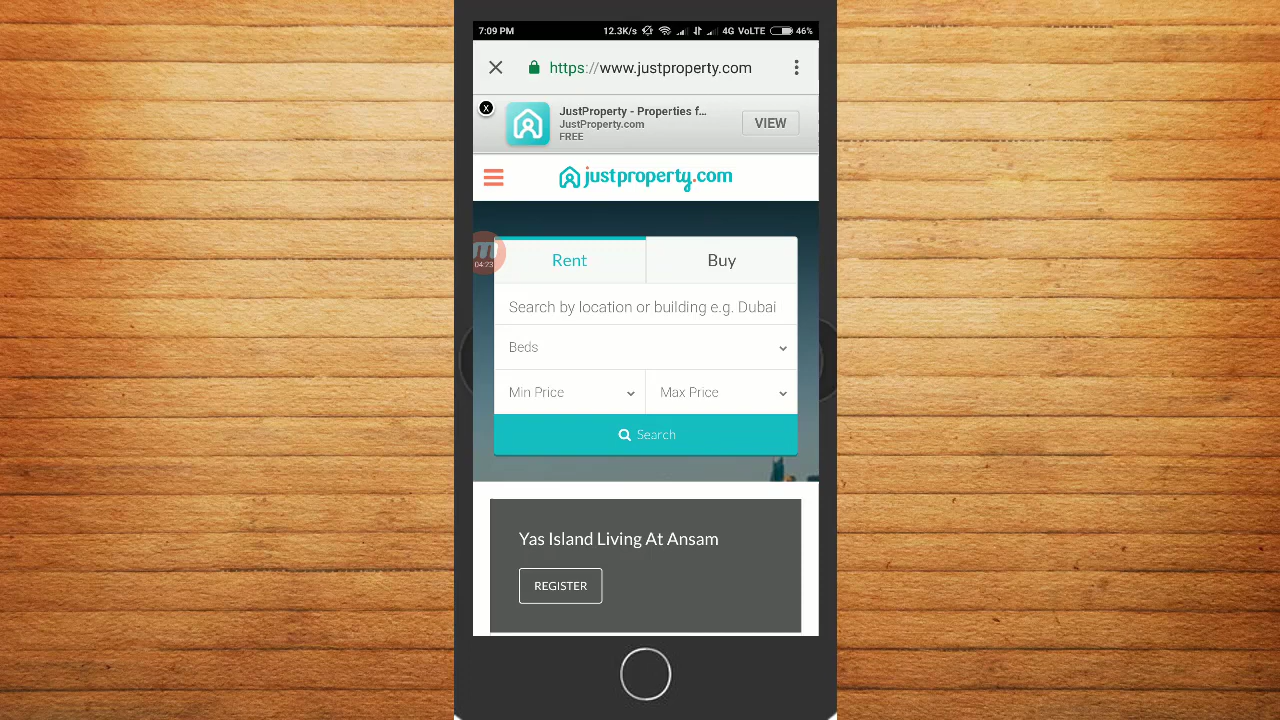 7:09 PM 12.3K/s 4G VoLTE 46%
https://www.justproperty.com
X
JustProperty - Properties f...
JustProperty.com
FREE
VIEW
justproperty.com
M
04:23
Rent Buy
Search by location or building e.g. Dubai
Beds
Min Price Max Price
Search
Yas Island Living At Ansam
REGISTER